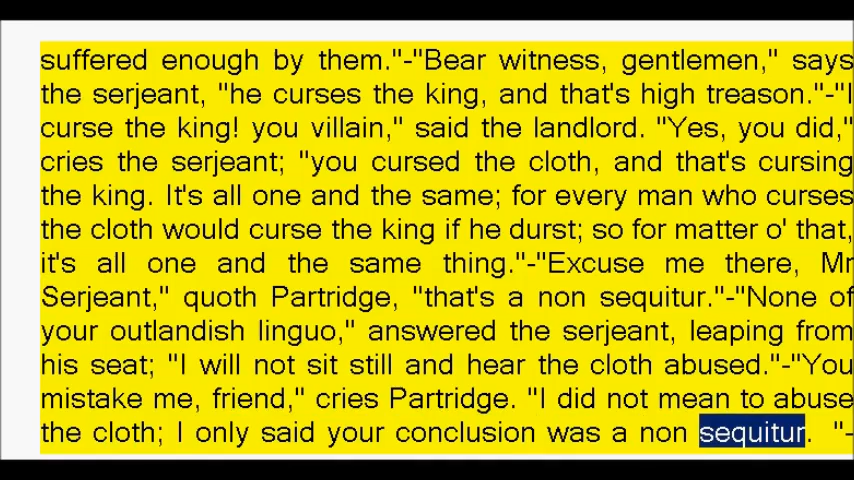 suffered enough by them."-"Bear witness, gentlemen," says
the serjeant, "he curses the king, and that's high treason."-"I
curse the king! you villain," said the landlord. "Yes, you did,"
cries the serjeant; "you cursed the cloth, and that's cursing
the king. It's all one and the same; for every man who curses
the cloth would curse the king if he durst; so for matter o' that,
it's all one and the same thing."-"Excuse me there, Mr
Serjeant," quoth Partridge, "that's a non sequitur."-"None of
your outlandish linguo," answered the serjeant, leaping from
his seat; "I will not sit still and hear the cloth abused."-"You
mistake me, friend," cries Partridge. "I did not mean to abuse
the cloth; I only said your conclusion was a non sequitur. "-